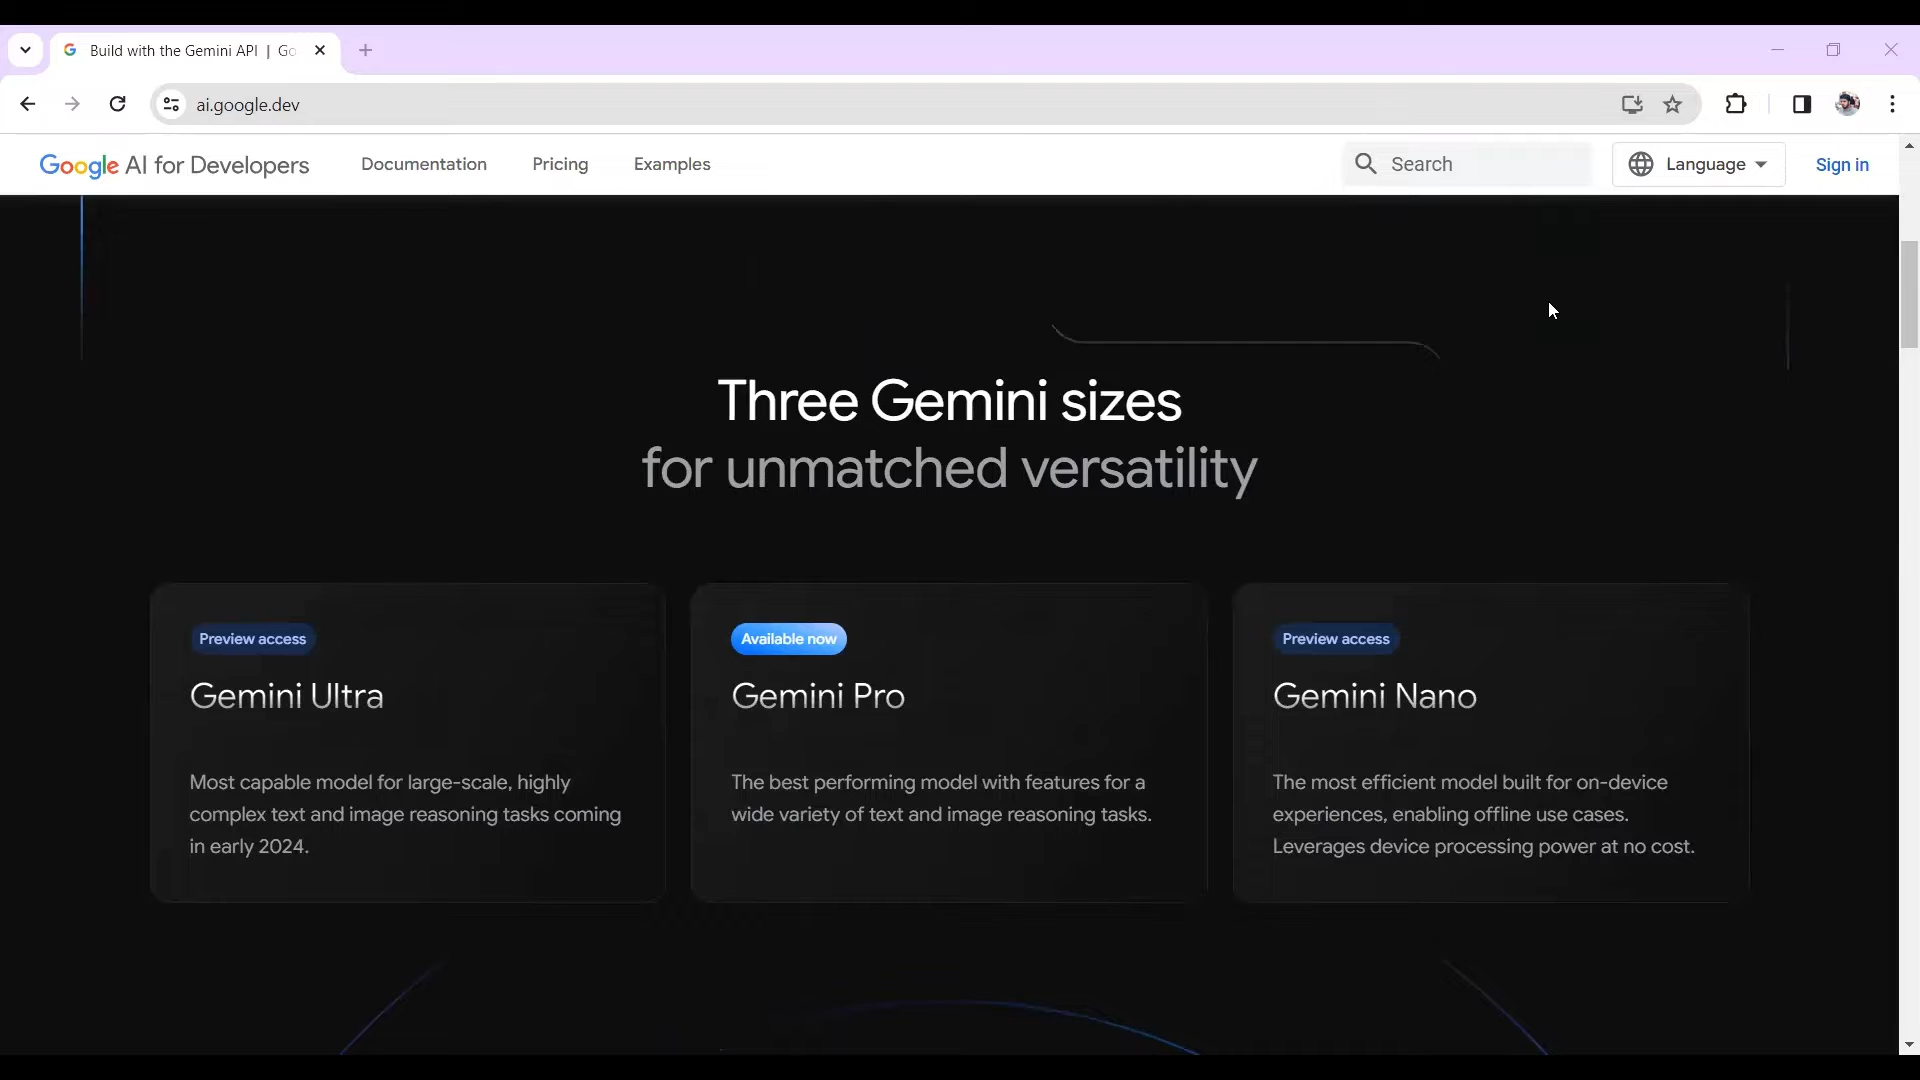 Build with the Gemini API | Go
ai.google.dev
Google AI for Developers
Documentation
Pricing
Examples
Search
Language
Sign in
Three Gemini sizes
for unmatched versatility
Preview access
Gemini Ultra
Most capable model for large-scale, highly
complex text and image reasoning tasks coming
in early 2024.
Available now
Gemini Pro
The best performing model with features for a
wide variety of text and image reasoning tasks.
Preview access
Gemini Nano
The most efficient model built for on-device
experiences, enabling offline use cases.
Leverages device processing power at no cost.